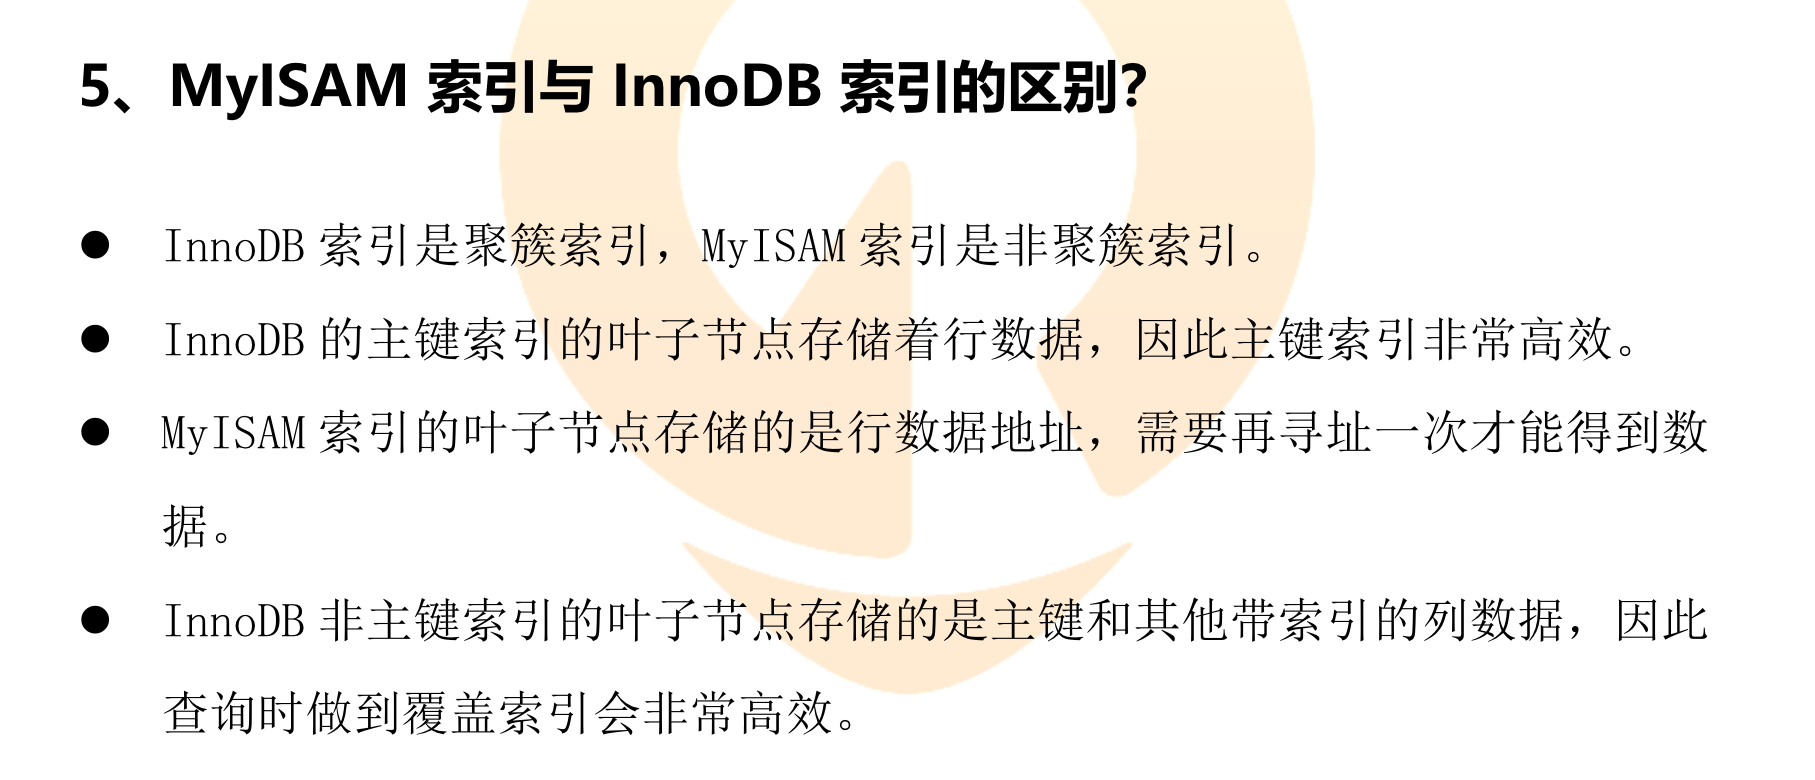 5、MyISAM 索引与 InnoDB 索引的区别？
● InnoDB 索引是聚簇索引，MyISAM 索引是非聚簇索引。
● InnoDB 的主键索引的叶子节点存储着行数据，因此主键索引非常高效。
● MyISAM 索引的叶子节点存储的是行数据地址，需要再寻址一次才能得到数
据。
● InnoDB 非主键索引的叶子节点存储的是主键和其他带索引的列数据，因此
查询时做到覆盖索引会非常高效。